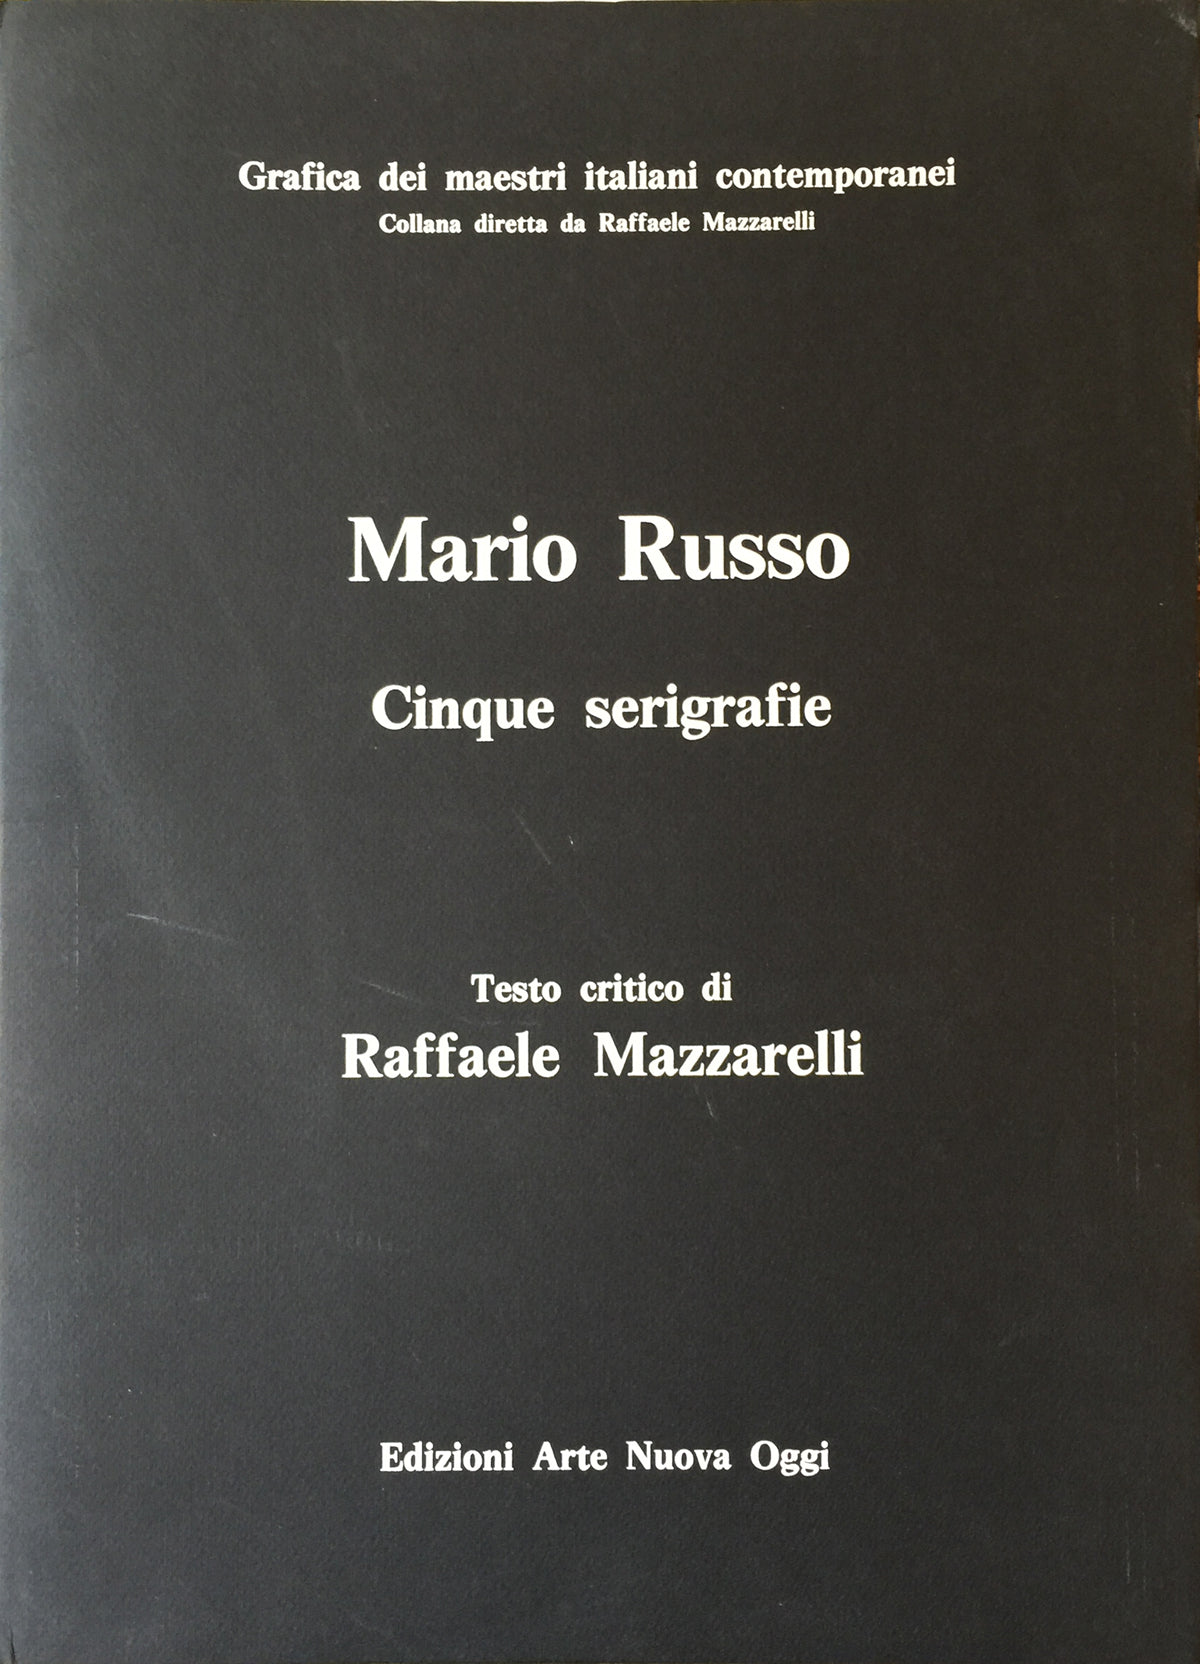 Grafica dei maestri italiani contemporanei
Collana diretta da Raffaele Mazzarelli
Mario Russo
Cinque serigrafie
Testo critico di
Raffaele Mazzarelli
Edizioni Arte Nuova Oggi